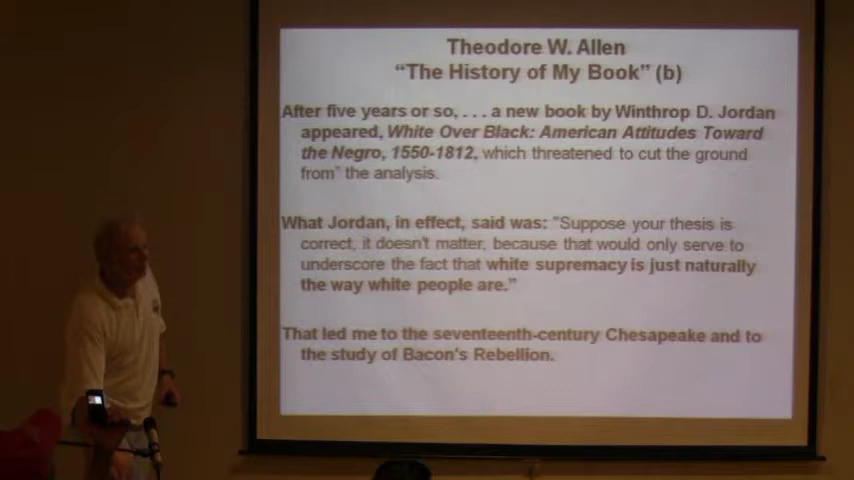 Theodore W. Allen
“The History of My Book” (b)
After five years or so, . . . a new book by Winthrop D. Jordan
appeared, White Over Black: American Attitudes Toward
the Negro, 1550-1812, which threatened to cut the ground
from” the analysis.
What Jordan, in effect, said was: “Suppose your thesis is
correct, it doesn't matter, because that would only serve to
underscore the fact that white supremacy is just naturally
the way white people are.”
That led me to the seventeenth-century Chesapeake and to
the study of Bacon's Rebellion.